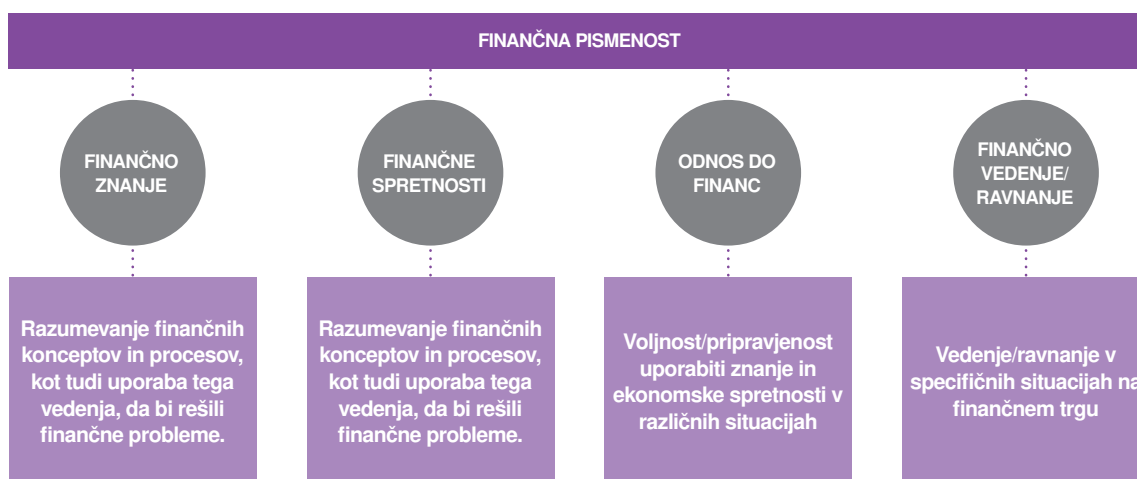 FINANČNA PISMENOST
FINANČNO
ZNANJE
FINANČNE
SPRETNOSTI
ODNOS DO
FINANC
FINANČNO
VEDENJE/
RAVNANJE
Razumevanje finančnih
konceptov in procesov,
kot tudi uporaba tega
vedenja, da bi rešili
finančne probleme.
Razumevanje finančnih
konceptov in procesov,
kot tudi uporaba tega
vedenja, da bi rešili
finančne probleme.
Voljnost/pripravjenost
uporabiti znanje in
ekonomske spretnosti v
različnih situacijah
Vedenje/ravnanje v
specifičnih situacijah na
finančnem trgu